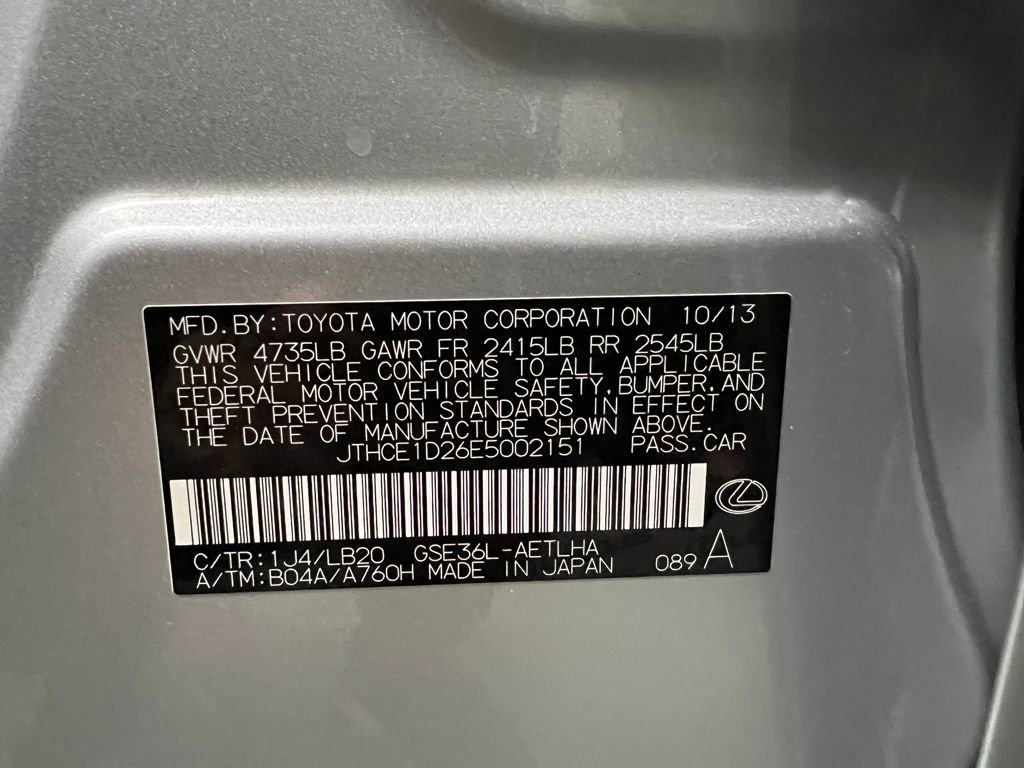 MFD. BY: TOYOTA MOTOR CORPORATION 10/13
GVWR 4735LB GAWR FR 2415LB RR 2545LB
THIS VEHICLE CONFORMS TO ALL APPLICABLE
FEDERAL MOTOR VEHICLE SAFETY, BUMPER, AND
THEFT PREVENTION STANDARDS IN EFFECT ON
THE DATE OF MANUFACTURE SHOWN ABOVE.
JTHCE1D26E5002151 PASS. CAR
C/TR: 1J4/LB20 GSE36L-AETLHA
A/TM: B04A/A760H MADE IN JAPAN 089 A